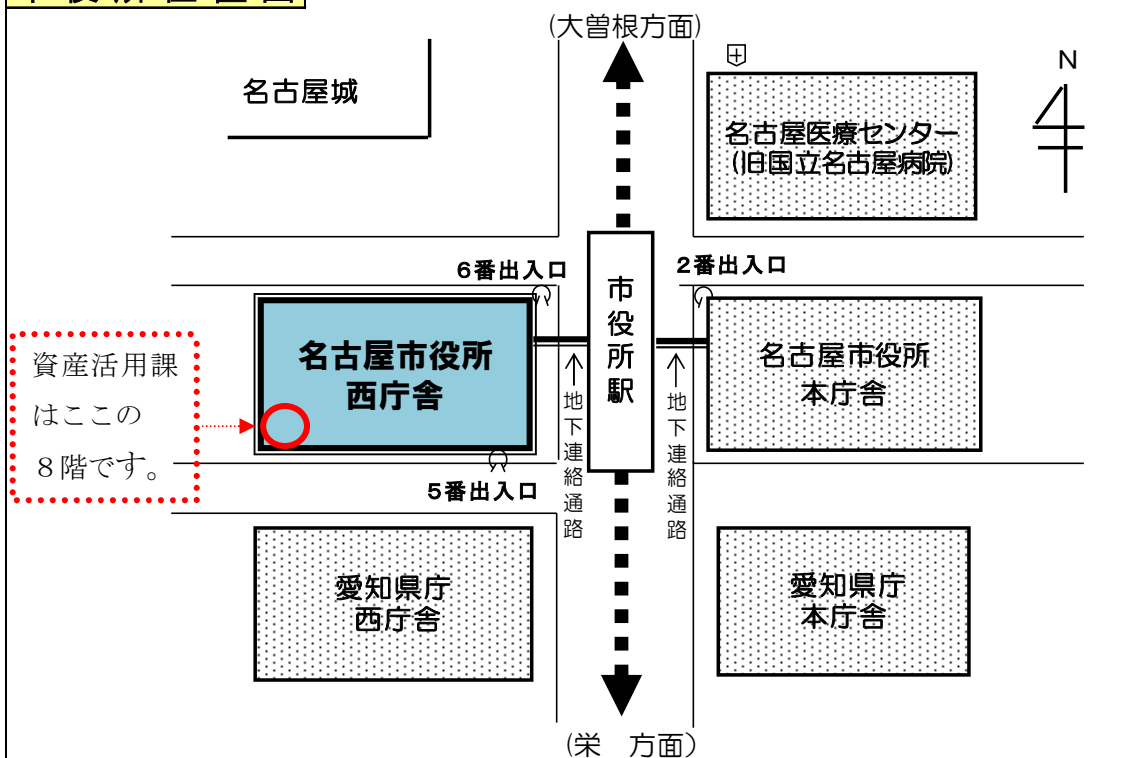 (大曽根方面)
名古屋城
N
名古屋医療センター
(旧国立名古屋病院)
6番出入口
2番出入口
市役所駅
名古屋市役所
西庁舎
名古屋市役所
本庁舎
資産活用課
はここの
8階です。
地下連絡通路
地下連絡通路
5番出入口
愛知県庁
西庁舎
愛知県庁
本庁舎
(栄 方面)